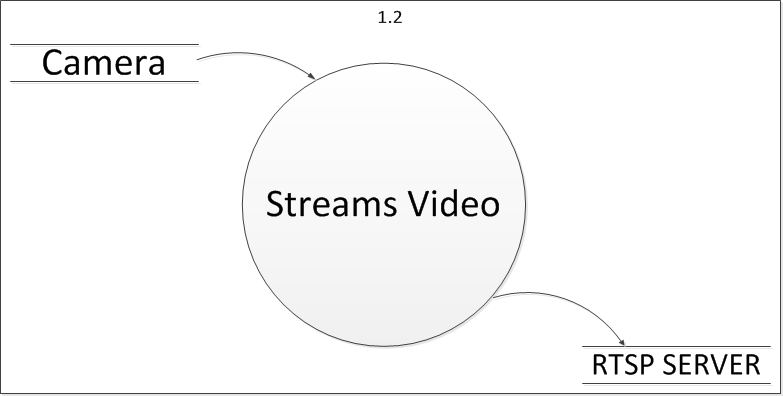 1.2
Camera
Streams Video
RTSP SERVER